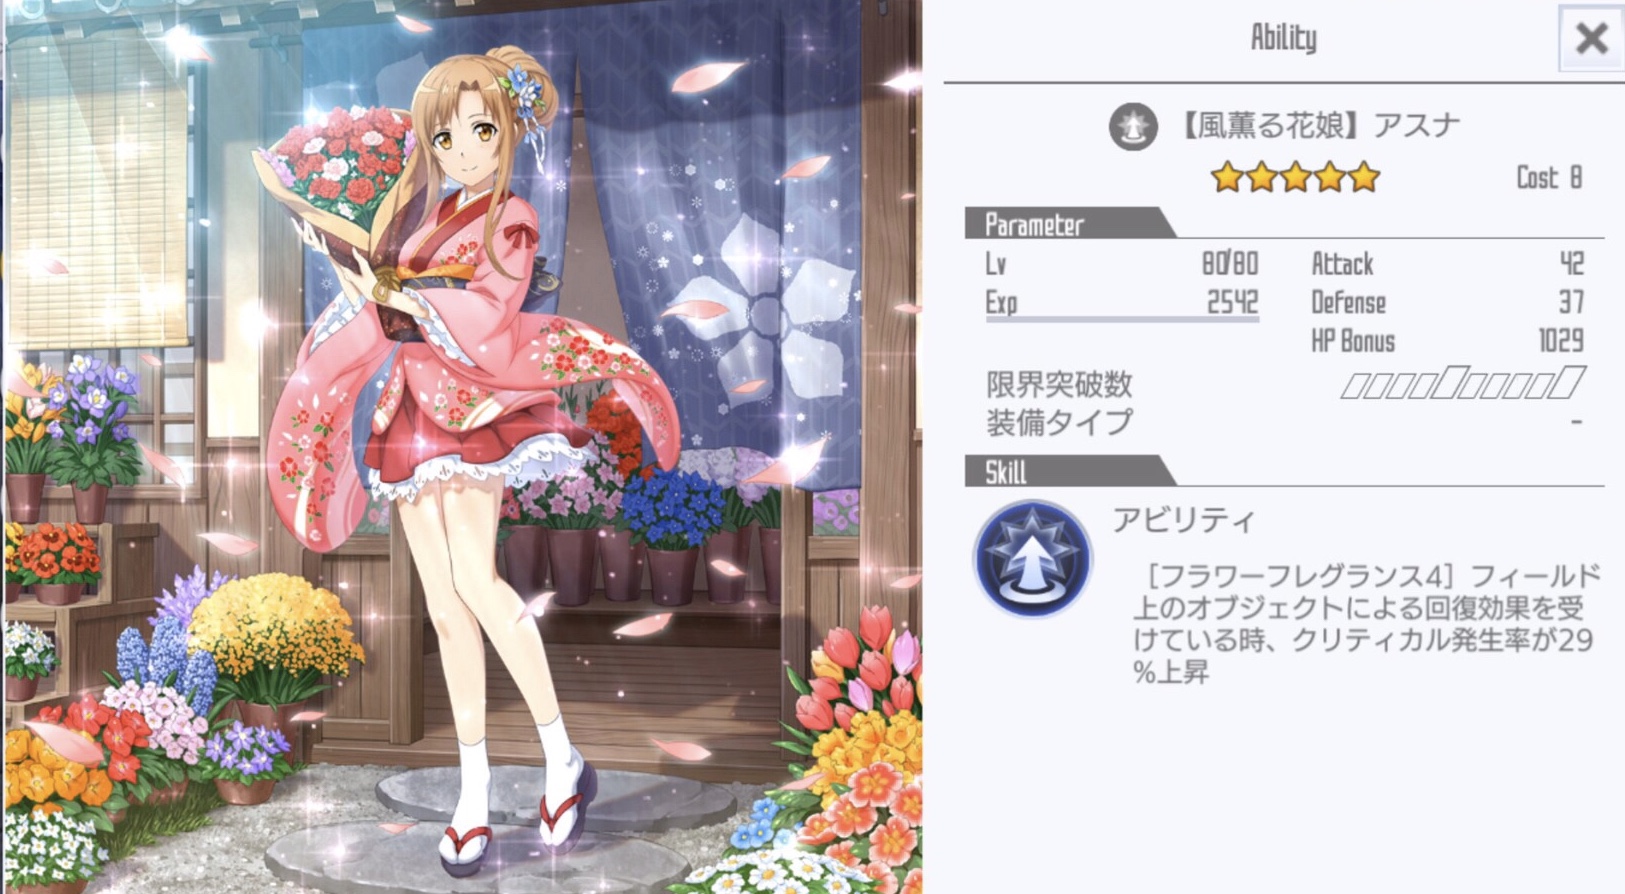 Ability
【風薫る花娘】アスナ
Cost 8
Parameter
Lv 80/80 Attack 42
Exp 2542 Defense 37
HP Bonus 1029
限界突破数
装備タイプ -
Skill
アビリティ
［フラワーフレグランス4］フィールド
上のオブジェクトによる回復効果を受
けている時、クリティカル発生率が29
%上昇